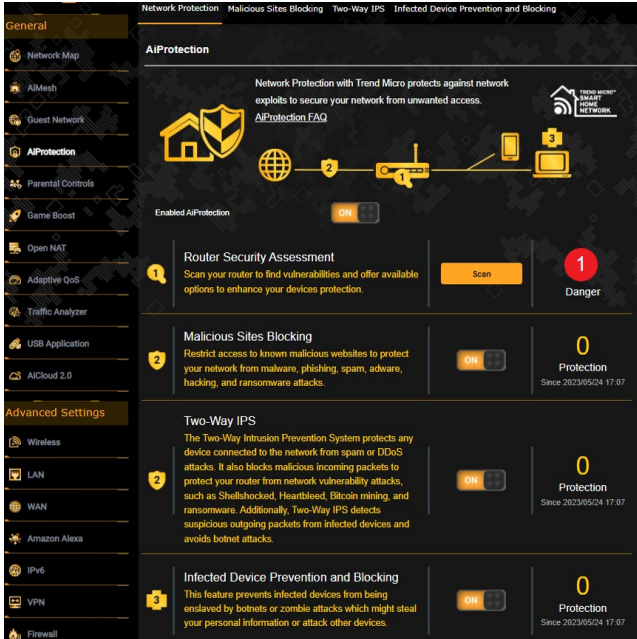 Network Protection Malicious Sites Blocking Two-Way IPS Infected Device Prevention and Blocking
General
Network Map
AiMesh
Guest Network
AiProtection
Parental Controls
Game Boost
Open NAT
Adaptive QoS
Traffic Analyzer
USB Application
AiCloud 2.0
Advanced Settings
Wireless
LAN
WAN
Amazon Alexa
IPv6
VPN
Firewall
AiProtection
Network Protection with Trend Micro protects against network
exploits to secure your network from unwanted access.
AiProtection FAQ
TREND MICRO™
SMART
HOME
NETWORK
2
1
3
Enabled AiProtection
ON
1
Router Security Assessment
Scan your router to find vulnerabilities and offer available
options to enhance your devices protection.
Scan
1
Danger
2
Malicious Sites Blocking
Restrict access to known malicious websites to protect
your network from malware, phishing, spam, adware,
hacking, and ransomware attacks.
ON
0
Protection
Since 2023/05/24 17:07
2
Two-Way IPS
The Two-Way Intrusion Prevention System protects any
device connected to the network from spam or DDoS
attacks. It also blocks malicious incoming packets to
protect your router from network vulnerability attacks,
such as Shellshocked, Heartbleed, Bitcoin mining, and
ransomware. Additionally, Two-Way IPS detects
suspicious outgoing packets from infected devices and
avoids botnet attacks.
ON
0
Protection
Since 2023/05/24 17:07
3
Infected Device Prevention and Blocking
This feature prevents infected devices from being
enslaved by botnets or zombie attacks which might steal
your personal information or attack other devices.
ON
0
Protection
Since 2023/05/24 17:07